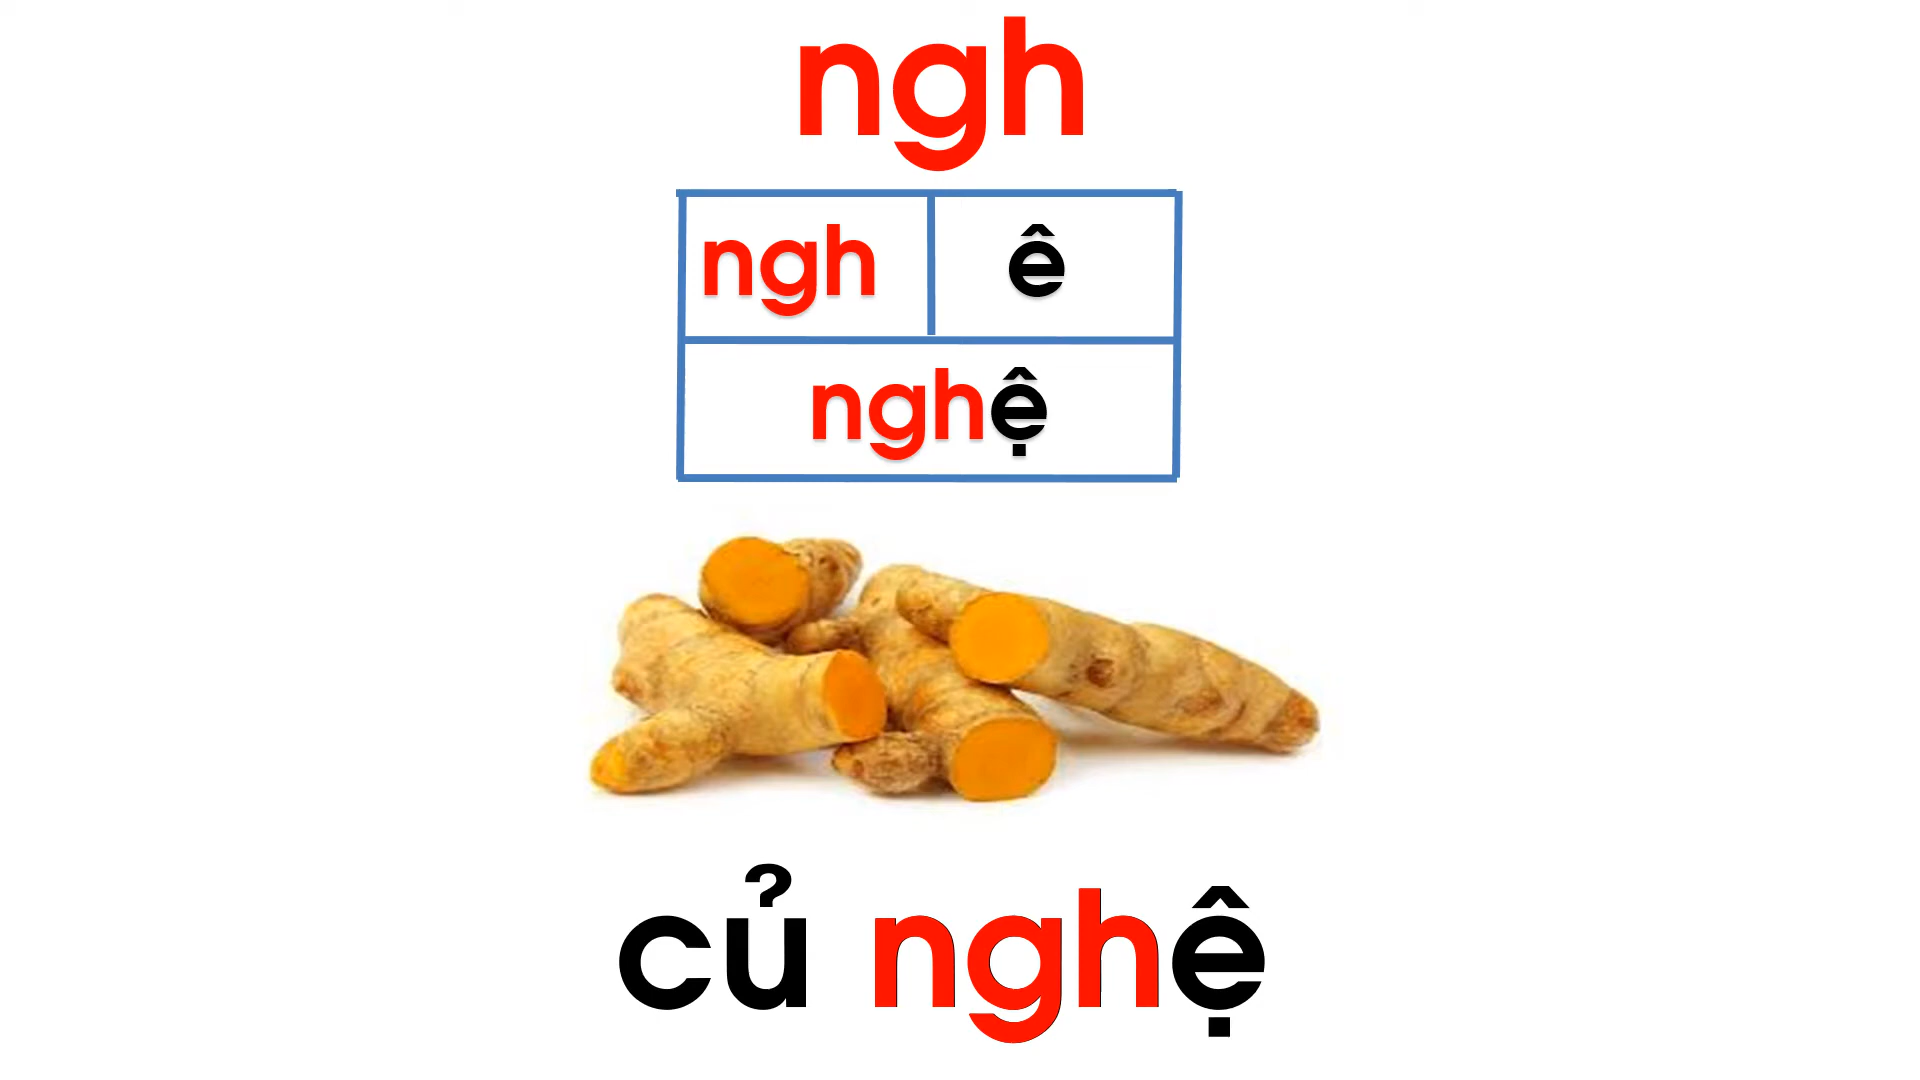 ngh
ngh ê
nghệ
củ nghệ